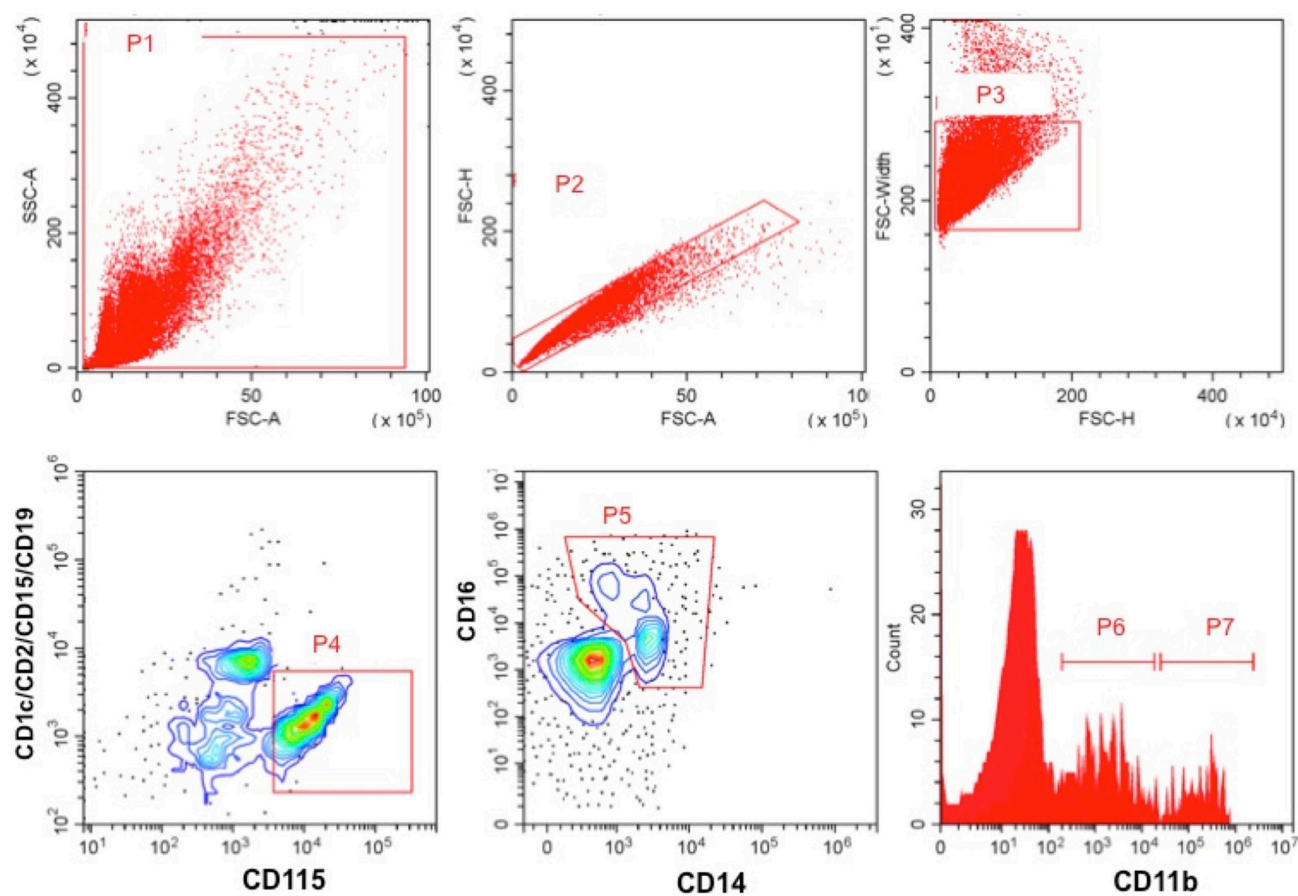 P1
(x 10⁴)
SSC-A
400
200
0
0
50
101
FSC-A
(x 10⁵)
P2
(x 10⁴)
FSC-H
400
200
0
0
50
10
FSC-A
(x 10⁵)
P3
(x 10¹)
FSC-Width
400
200
0
0
200
400
FSC-H
(x 10⁴)
P4
CD1c/CD2/CD15/CD19
10⁶
10⁵
10⁴
10³
10²
10¹
10²
10³
10⁴
10⁵
CD115
P5
CD16
10⁶
10⁵
10⁴
10³
10²
10¹
0
0
10²
10³
10⁴
10⁵
10⁶
CD14
P6
P7
Count
30
20
10
0
0
10¹
10²
10³
10⁴
10⁵
10⁶
10⁷
CD11b